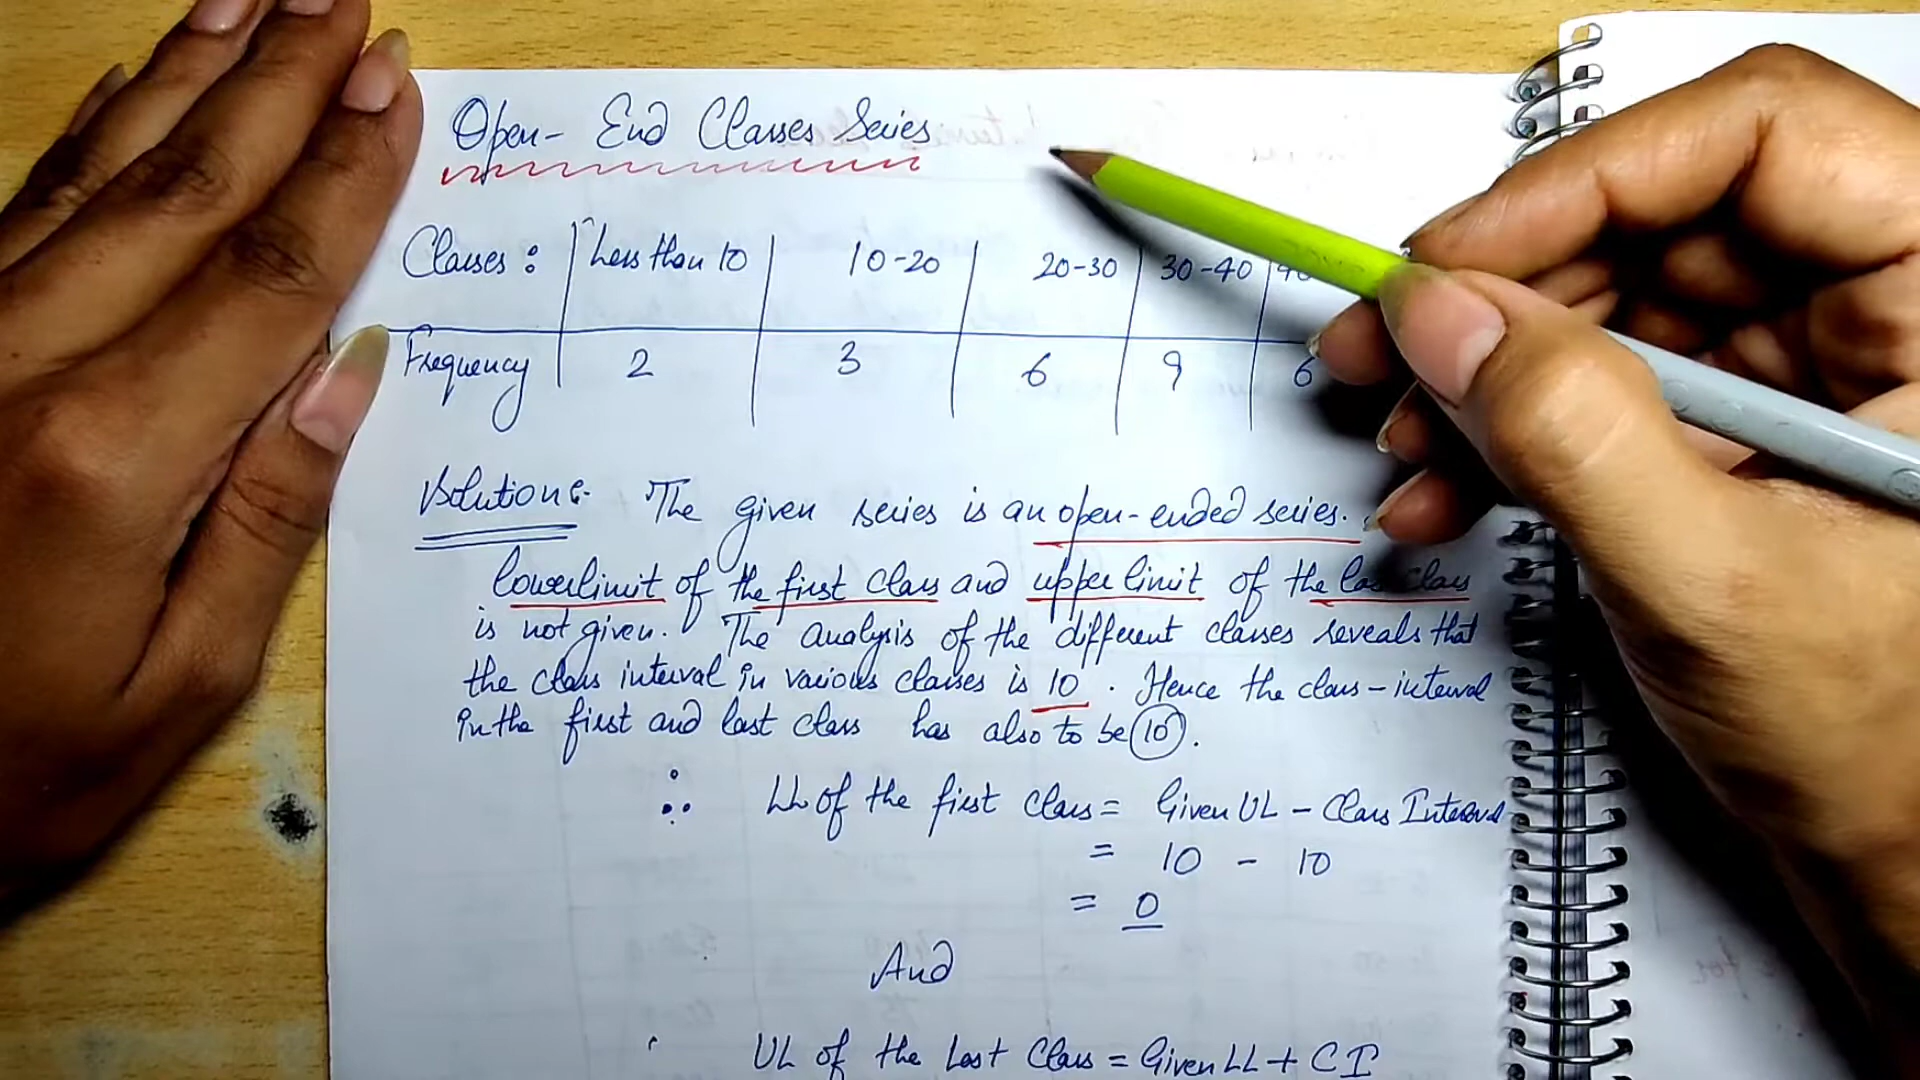 Open-End Classes Series
Classes: Less than 10 10-20 20-30 30-40
Frequency 2 3 6 9 6
Solution:- The given series is an open-ended series.
lower limit of the first class and upper limit of the last class
is not given. The analysis of the different classes reveals that
the class interval in various classes is 10. Hence the class-interval
in the first and last class has also to be 10.
∴ LL of the first class = Given UL - Class Interval
= 10 - 10
= 0
And
UL of the Last Class = Given LL + CI